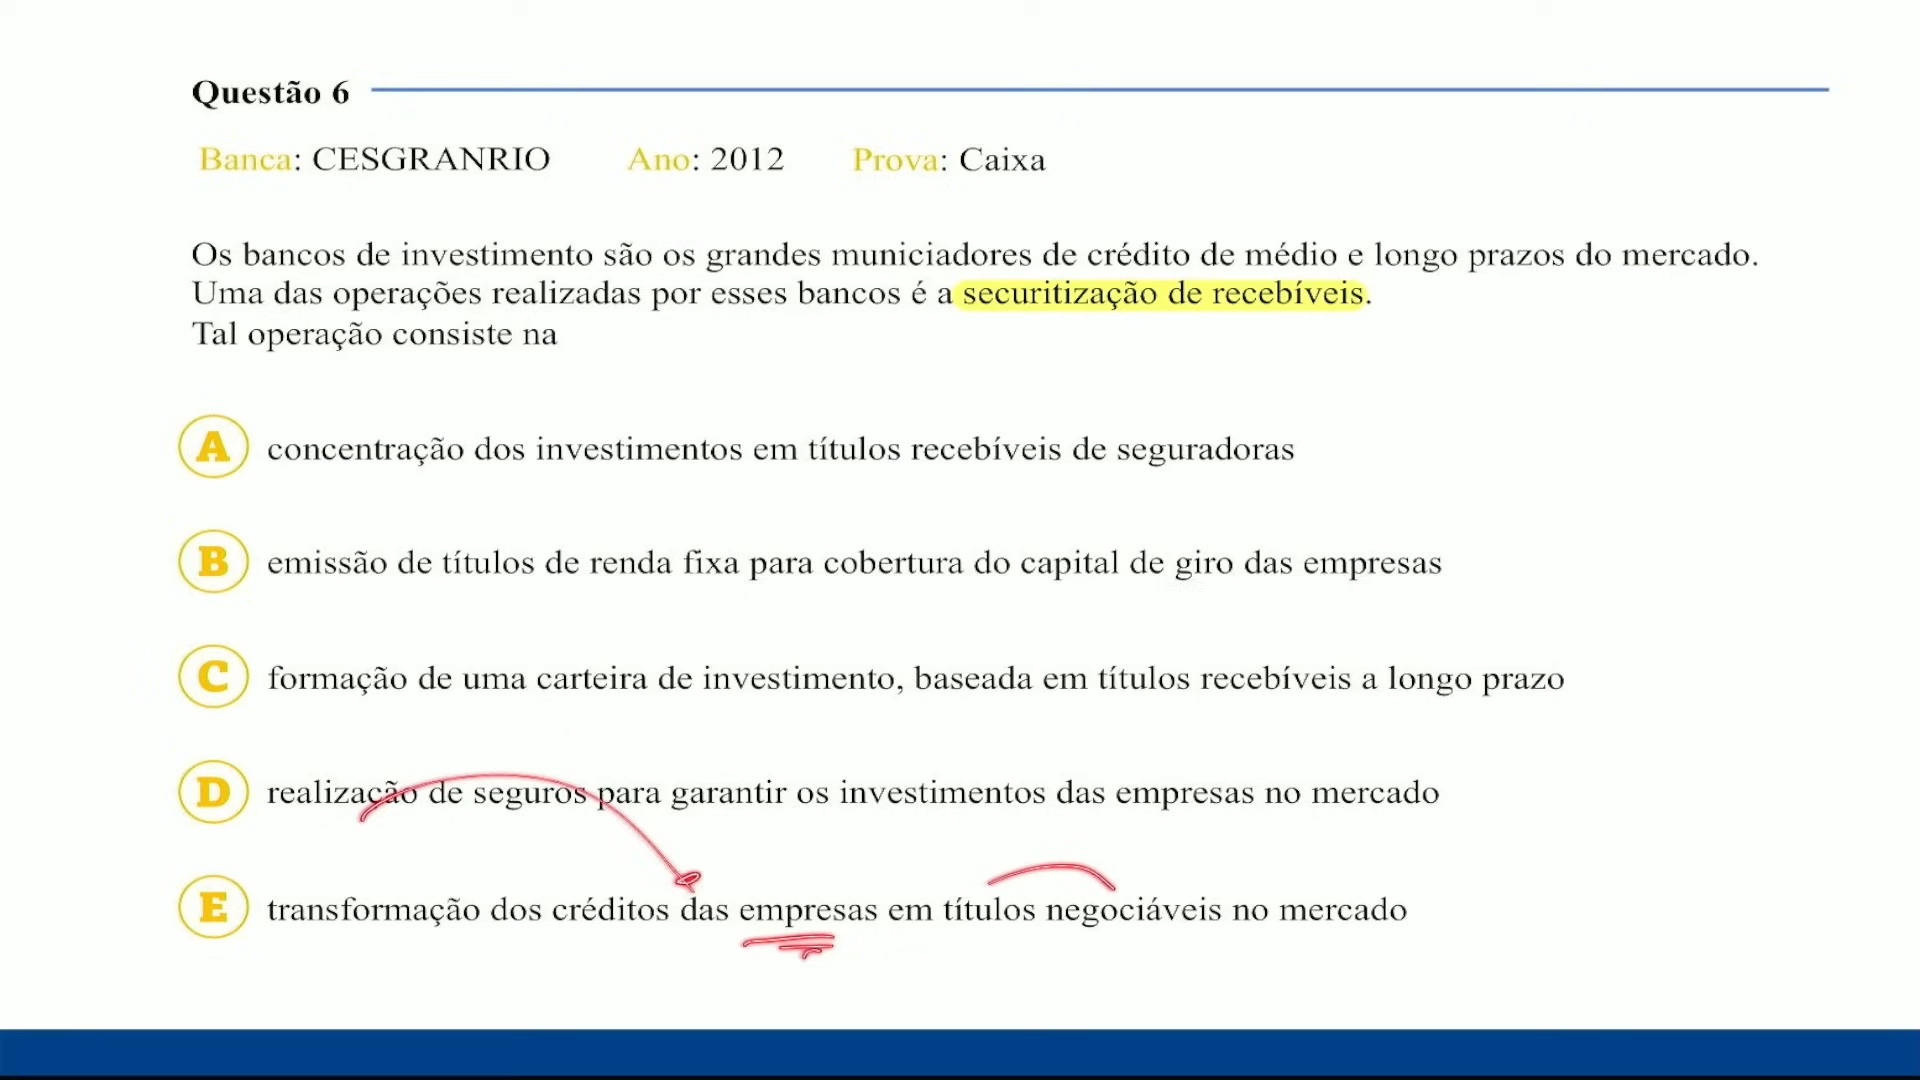 Questão 6
Banca: CESGRANRIO Ano: 2012 Prova: Caixa
Os bancos de investimento são os grandes municiadores de crédito de médio e longo prazos do mercado.
Uma das operações realizadas por esses bancos é a securitização de recebíveis.
Tal operação consiste na
A concentração dos investimentos em títulos recebíveis de seguradoras
B emissão de títulos de renda fixa para cobertura do capital de giro das empresas
C formação de uma carteira de investimento, baseada em títulos recebíveis a longo prazo
D realização de seguros para garantir os investimentos das empresas no mercado
E transformação dos créditos das empresas em títulos negociáveis no mercado